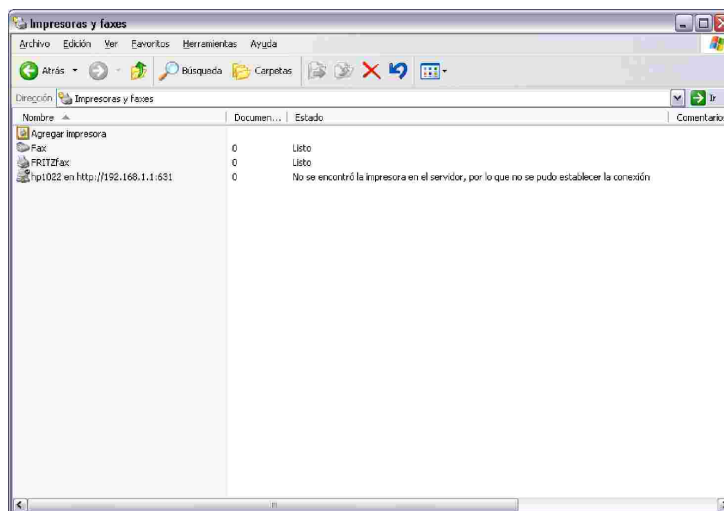 Impresoras y faxes
Archivo Edición Ver Favoritos Herramientas Ayuda
Atrás Búsqueda Carpetas
Dirección Impresoras y faxes Ir
Nombre Documen... Estado Comentarios
Agregar impresora
Fax 0 Listo
FRITZfax 0 Listo
hp1022 en http://192.168.1.1:631 0 No se encontró la impresora en el servidor, por lo que no se pudo establecer la conexión